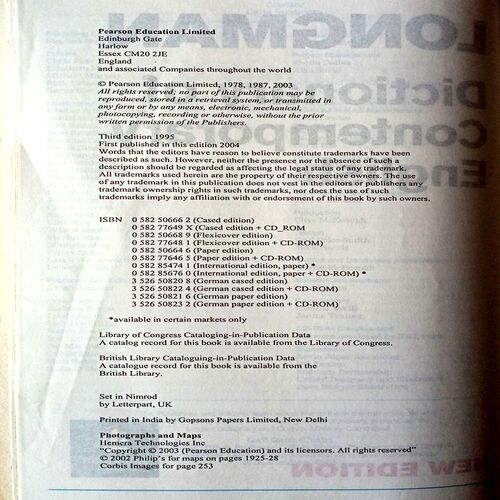 Pearson Education Limited
Edinburgh Gate
Harlow
Essex CM20 2JE
England
and associated Companies throughout the world
© Pearson Education Limited, 1978, 1987, 2003
All rights reserved; no part of this publication may be
reproduced, stored in a retrieval system, or transmitted in
any form or by any means, electronic, mechanical,
photocopying, recording or otherwise, without the prior
written permission of the Publishers.
Third edition 1995
First published in this edition 2004
Words that the editors have reason to believe constitute trademarks have been
described as such. However, neither the presence nor the absence of such a
description should be regarded as affecting the legal status of any trademark.
All trademarks used herein are the property of their respective owners. The use
of any trademark in this publication does not vest in the editors or publishers any
trademark ownership rights in such trademarks, nor does the use of such
trademarks imply any affiliation with or endorsement of this book by such owners.
ISBN 0 582 50666 2 (Cased edition)
0 582 77649 X (Cased edition + CD_ROM
0 582 50668 9 (Flexicover edition)
0 582 77648 1 (Flexicover edition + CD-ROM)
0 582 50664 6 (Paper edition)
0 582 77646 5 (Paper edition + CD-ROM)
0 582 85474 1 (International edition, paper) *
0 582 85676 0 (International edition, paper + CD-ROM) *
3 526 50820 8 (German cased edition)
3 526 50822 4 (German cased edition + CD-ROM)
3 526 50821 6 (German paper edition)
3 526 50823 2 (German paper edition + CD-ROM)
*available in certain markets only
Library of Congress Cataloging-in-Publication Data
A catalog record for this book is available from the Library of Congress.
British Library Cataloguing-in-Publication Data
A catalogue record for this book is available from the
British Library.
Set in Nimrod
by Letterpart, UK
Printed in India by Gopsons Papers Limited, New Delhi
Photographs and Maps
Hemera Technologies Inc
"Copyright © 2003 (Pearson Education) and its licensors. All rights reserved"
© 2002 Philip's for maps on pages 1925-28
Corbis Images for page 253
LONGMAN
Diction
Contemp
Eng
NEW EDITION